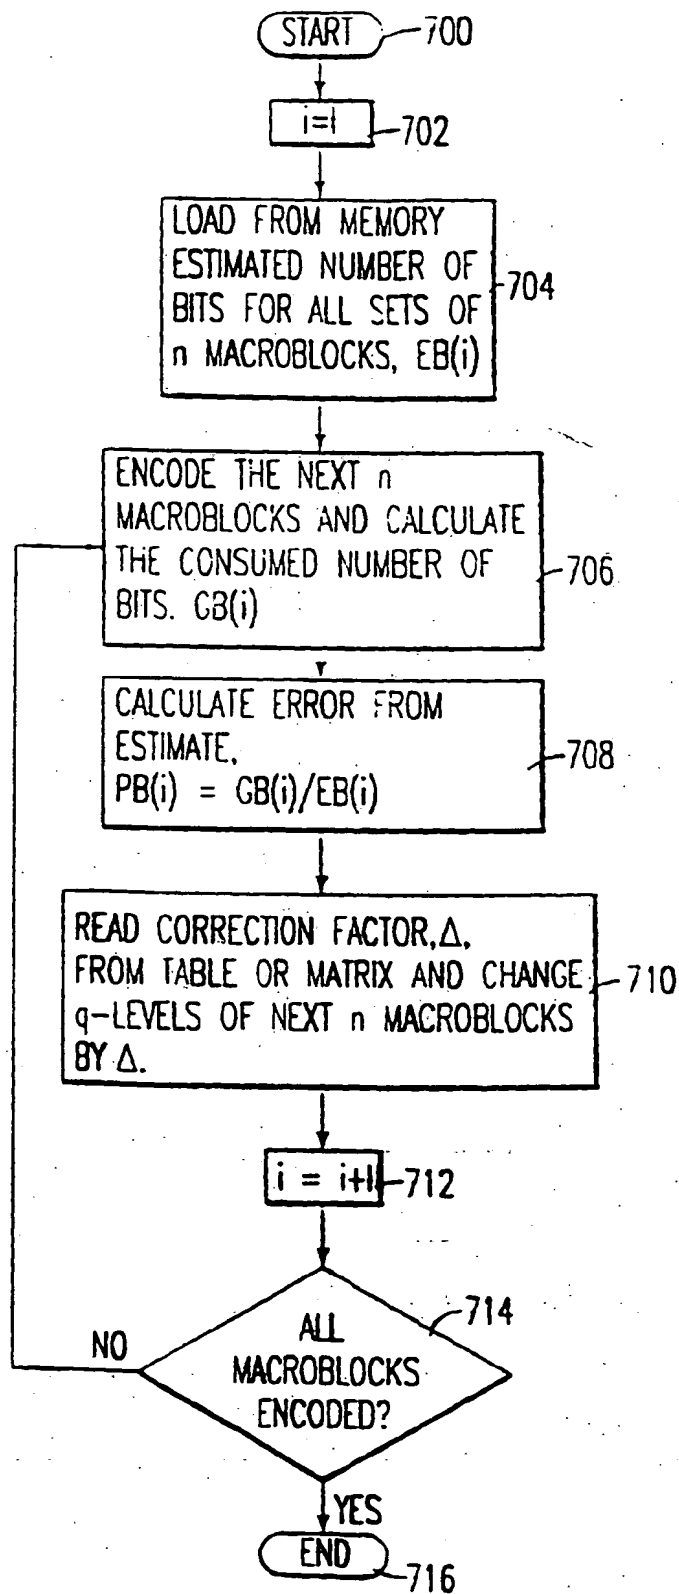 START
700
i=1
702
LOAD FROM MEMORY
ESTIMATED NUMBER OF
BITS FOR ALL SETS OF
n MACROBLOCKS, EB(i)
704
ENCODE THE NEXT n
MACROBLOCKS AND CALCULATE
THE CONSUMED NUMBER OF
BITS. GB(i)
706
CALCULATE ERROR FROM
ESTIMATE,
PB(i) = GB(i)/EB(i)
708
READ CORRECTION FACTOR,Δ,
FROM TABLE OR MATRIX AND CHANGE
q-LEVELS OF NEXT n MACROBLOCKS
BY Δ.
710
i = i+1
712
714
ALL
MACROBLOCKS
ENCODED?
NO
YES
END
716